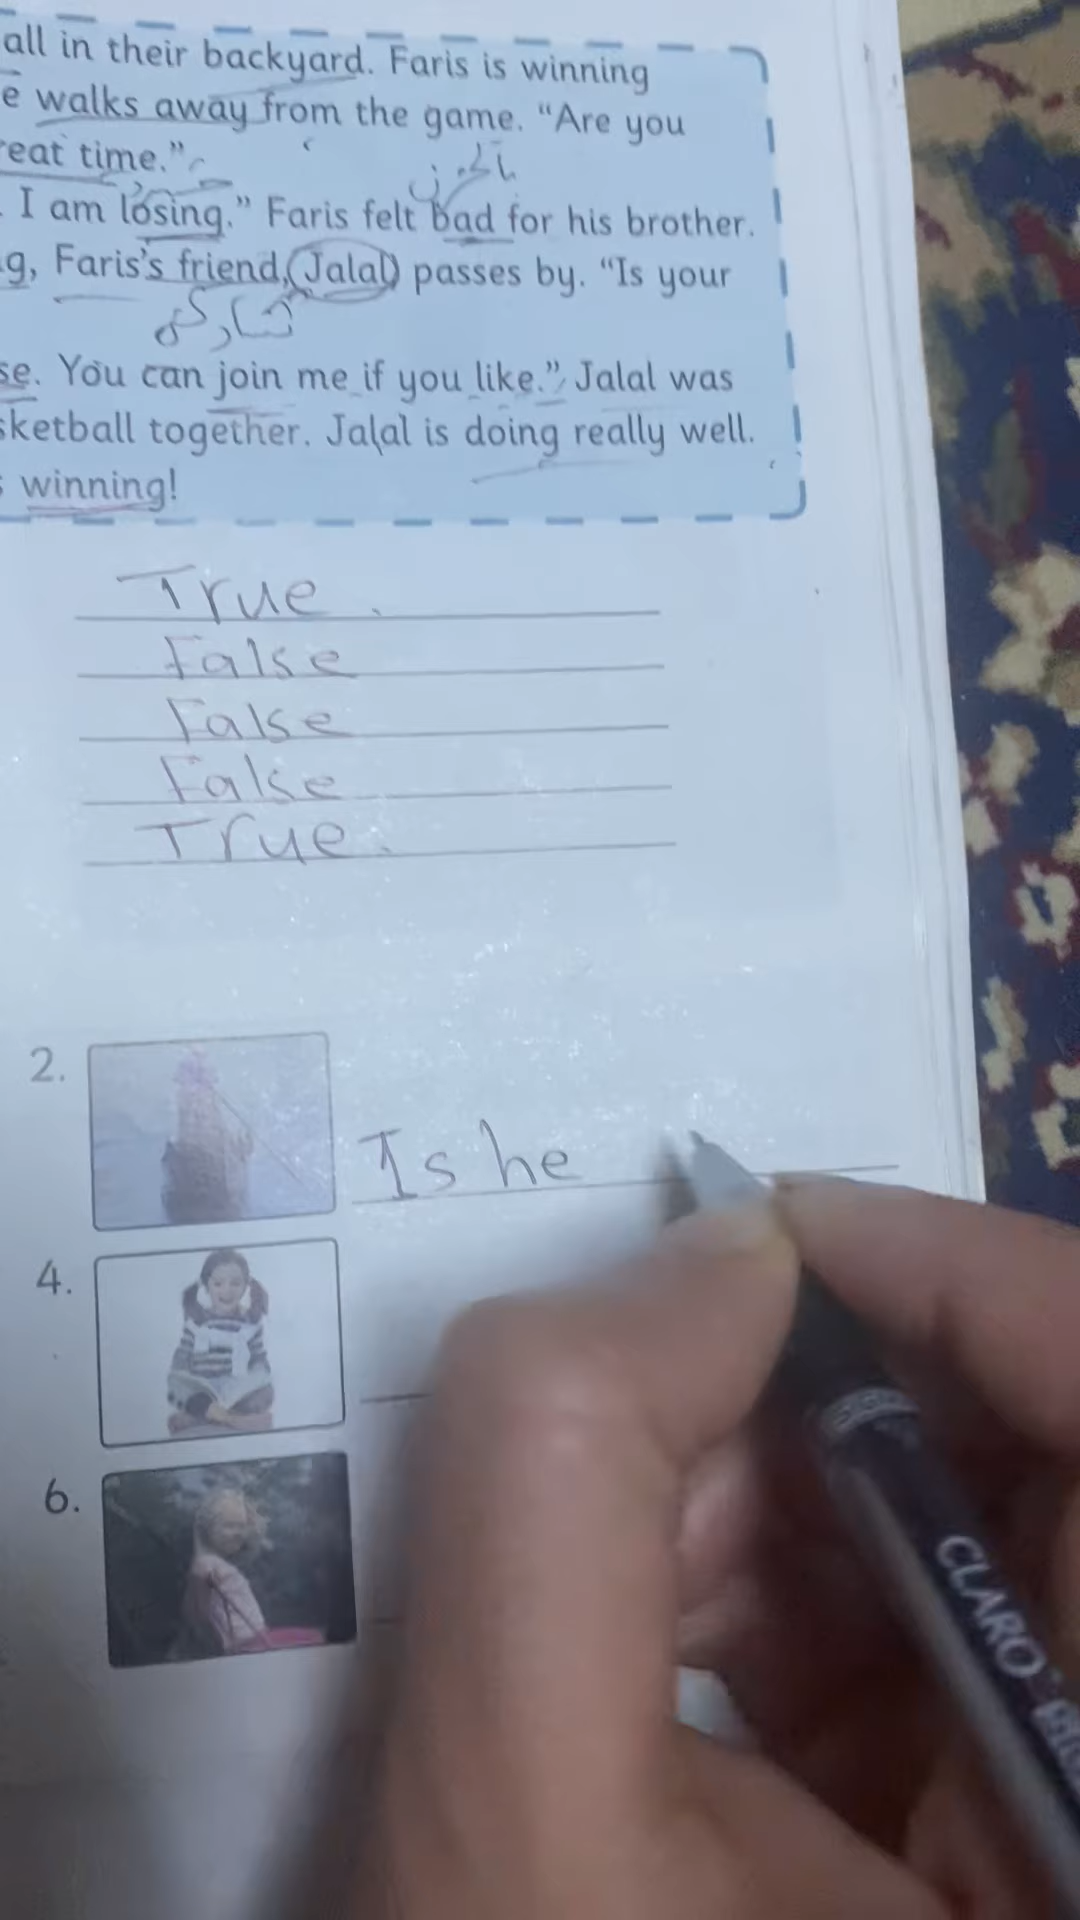 all in their backyard. Faris is winning
e walks away from the game. “Are you
reat time.”
I am losing.” Faris felt bad for his brother.
g, Faris’s friend, Jalal passes by. “Is your
se. You can join me if you like.” Jalal was
sketball together. Jalal is doing really well.
s winning!
True.
False
False
False
True.
2.
Is he
4.
6.
CLARO